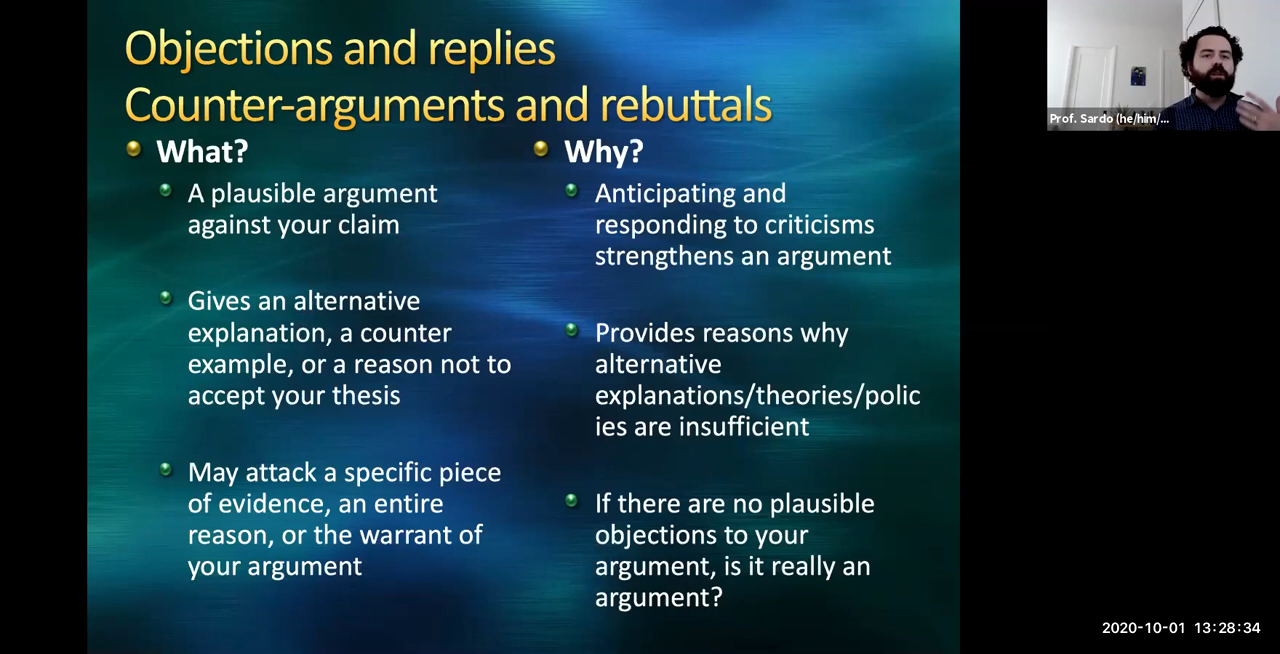 Objections and replies
Counter-arguments and rebuttals
What?
A plausible argument
against your claim
Gives an alternative
explanation, a counter
example, or a reason not to
accept your thesis
May attack a specific piece
of evidence, an entire
reason, or the warrant of
your argument
Why?
Anticipating and
responding to criticisms
strengthens an argument
Provides reasons why
alternative
explanations/theories/polic
ies are insufficient
If there are no plausible
objections to your
argument, is it really an
argument?
Prof. Sardo (he/him/...
2020-10-01 13:28:34